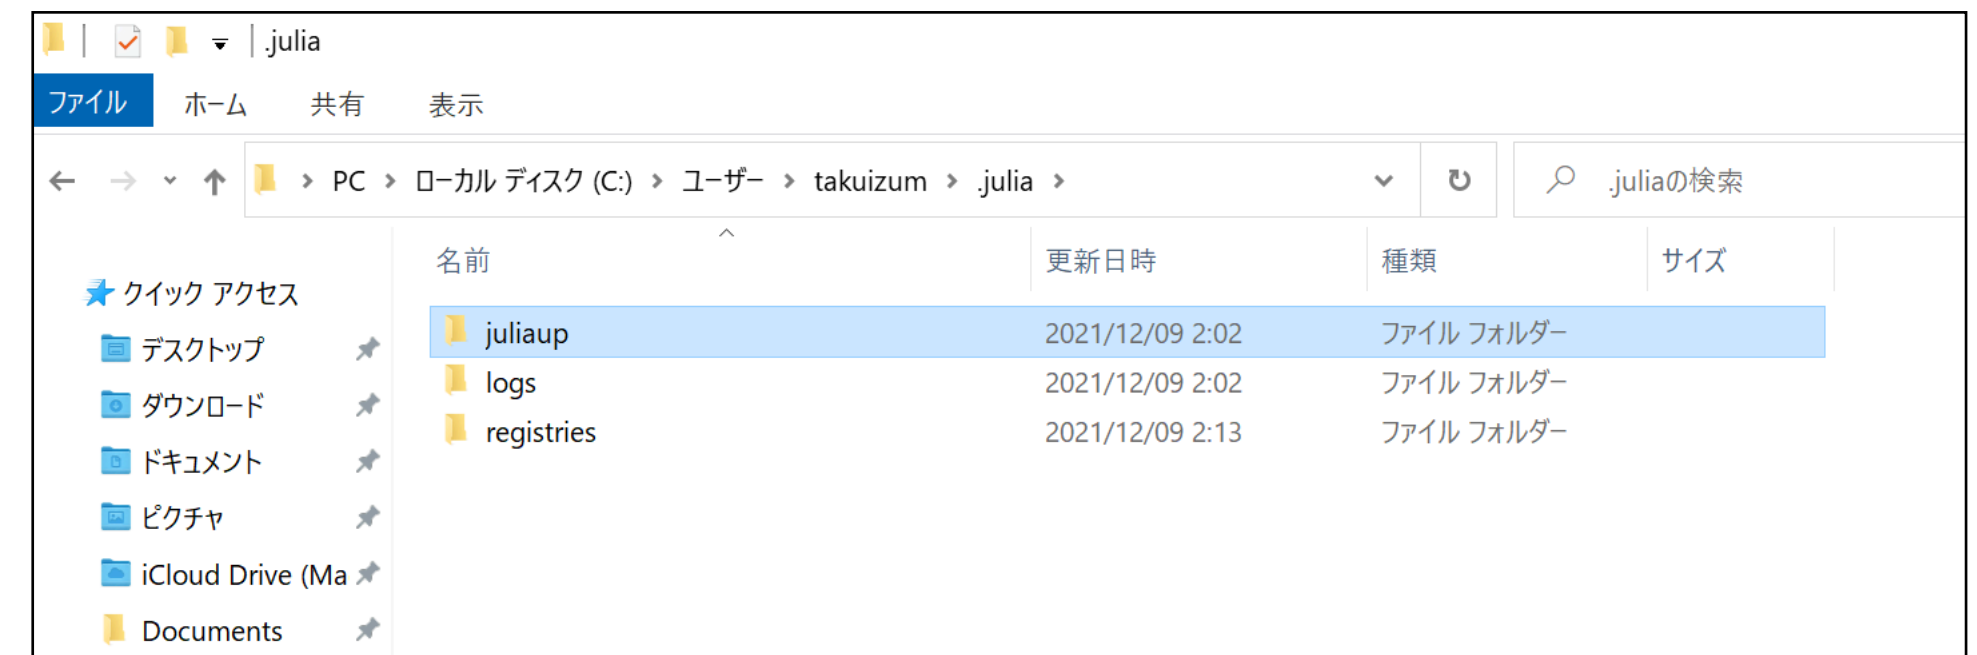 .julia
ファイル ホーム 共有 表示
PC ローカル ディスク (C:) ユーザー takuizum .julia .juliaの検索
名前 更新日時 種類 サイズ
クイック アクセス
juliaup 2021/12/09 2:02 ファイル フォルダー
デスクトップ
logs 2021/12/09 2:02 ファイル フォルダー
ダウンロード
registries 2021/12/09 2:13 ファイル フォルダー
ドキュメント
ピクチャ
iCloud Drive (Ma
Documents